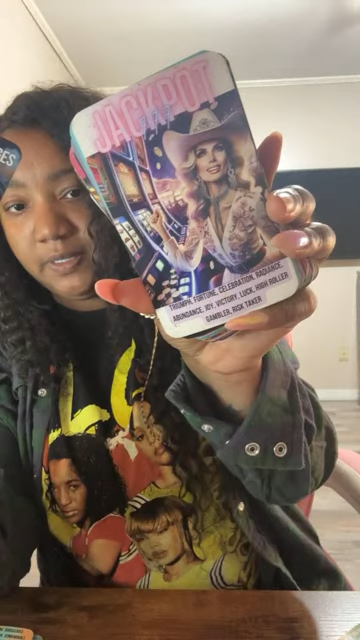 JACKPOT
TRIUMPH, FORTUNE, CELEBRATION, RADIANCE,
ABUNDANCE, JOY, VICTORY, LUCK, HIGH ROLLER
GAMBLER, RISK TAKER